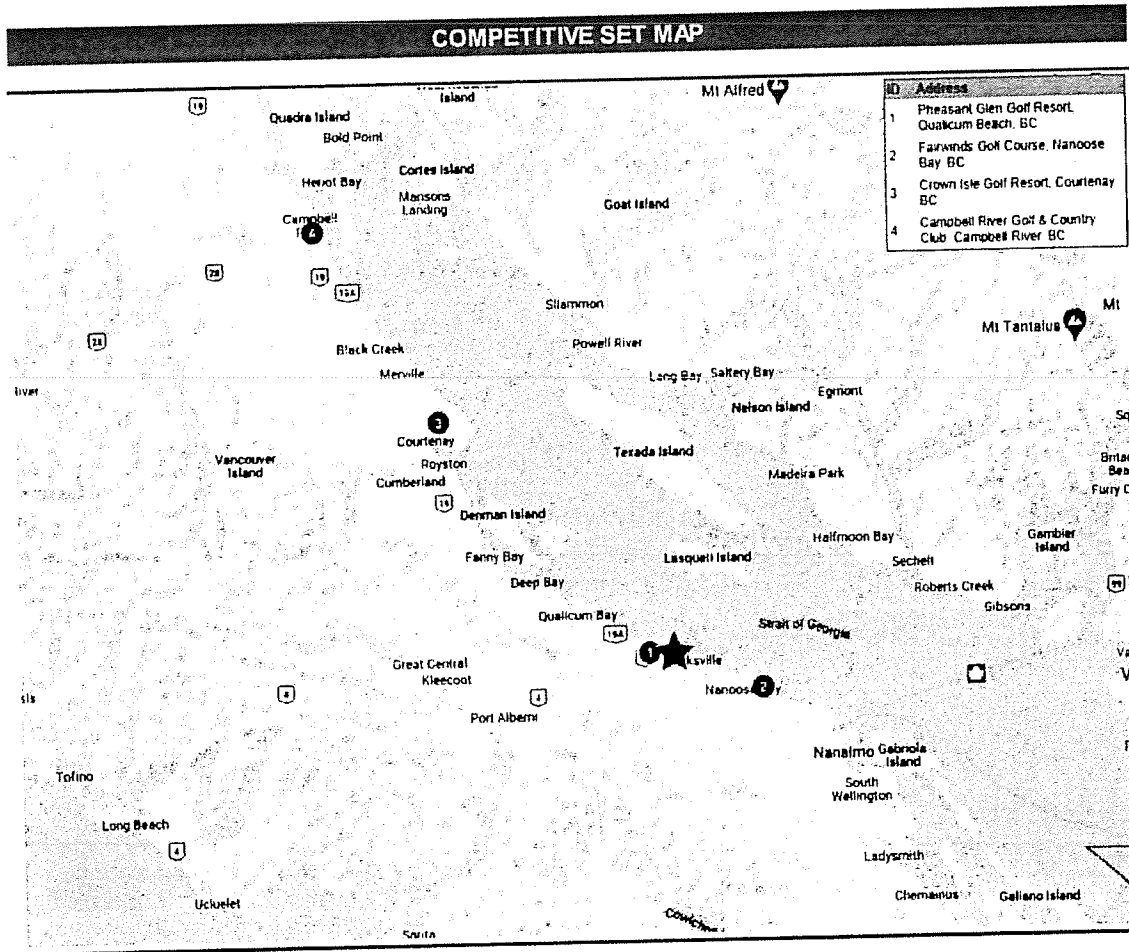 COMPETITIVE SET MAP
ID Address
1 Pheasant Glen Golf Resort,
Qualicum Beach, BC
2 Fairwinds Golf Course, Nanoose
Bay BC
3 Crown Isle Golf Resort, Courtenay
BC
4 Campbell River Golf & Country
Club Campbell River BC
Island
Mt Alfred
19
Quadra Island
Bold Point
Cortes Island
Heriot Bay
Mansons
Landing
Goat Island
Campbell
4
28
19
19A
Sliammon
Mt
Mt Tantalus
28
Black Creek
Powell River
Merville
Lang Bay
Saltery Bay
Egmont
Nelson Island
3
Courtenay
Vancouver
Island
Royston
Cumberland
Texada Island
Madeira Park
19
Denman Island
Halfmoon Bay
Gambier
Island
Fanny Bay
Lasqueti Island
Sechelt
Deep Bay
Roberts Creek
99
Gibsons
Qualicum Bay
19A
Strait of Georgia
1
ksville
Great Central
Kleecoot
Nanoose
2
4
4
Port Alberni
Nanaimo
Gabriola
Island
Tofino
South
Wellington
Long Beach
4
Ladysmith
Ucluelet
Chemainus
Galiano Island